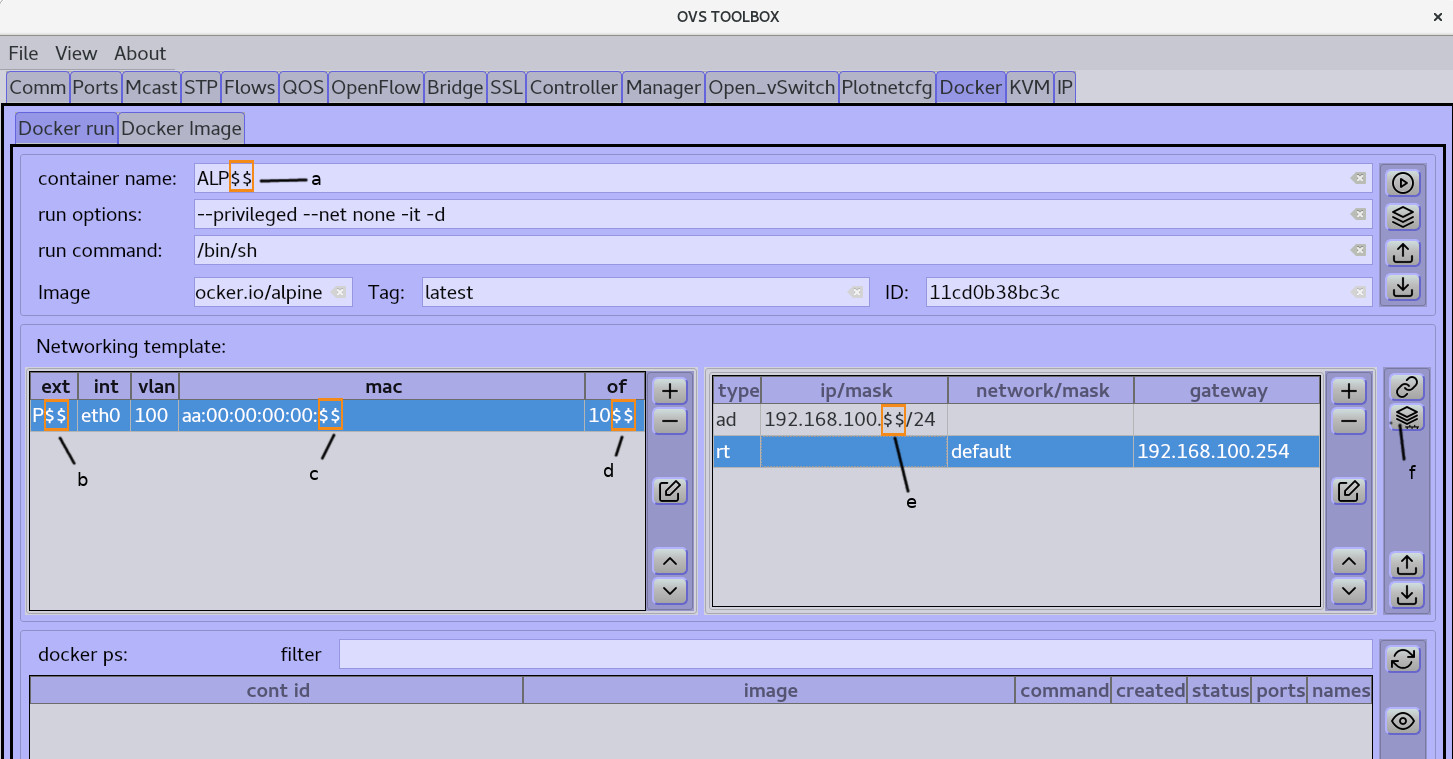 OVS TOOLBOX
File View About
Comm Ports Mcast STP Flows QOS OpenFlow Bridge SSL Controller Manager Open_vSwitch Plotnetcfg Docker KVM IP
Docker run Docker Image
container name: ALP$$ a
run options: --privileged --net none -it -d
run command: /bin/sh
Image ocker.io/alpine Tag: latest ID: 11cd0b38bc3c
Networking template:
ext int vlan mac of
P$$ eth0 100 aa:00:00:00:00:$$ 10$$
b c d
type ip/mask network/mask gateway
ad 192.168.100.$$/24
rt default 192.168.100.254
e f
docker ps: filter
cont id image command created status ports names